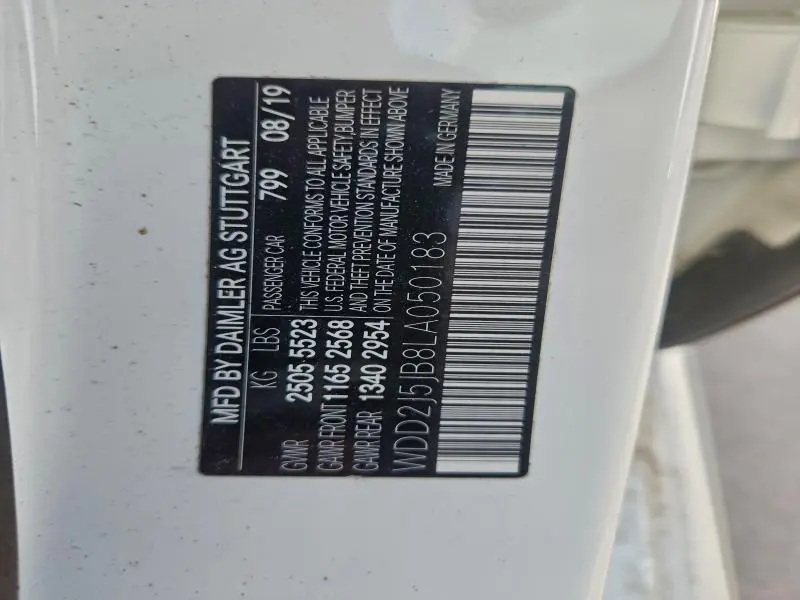 MFD BY DAIMLER AG STUTTGART
KG LBS PASSENGER CAR 799 08/19
GVWR 2505 5523 THIS VEHICLE CONFORMS TO ALL APPLICABLE
GAWR FRONT 1165 2568 U.S. FEDERAL MOTOR VEHICLE SAFETY,BUMPER
AND THEFT PREVENTION STANDARDS IN EFFECT
GAWR REAR 1340 2954 ON THE DATE OF MANUFACTURE SHOWN ABOVE
WDD2J5JB8LA050183 MADE IN GERMANY